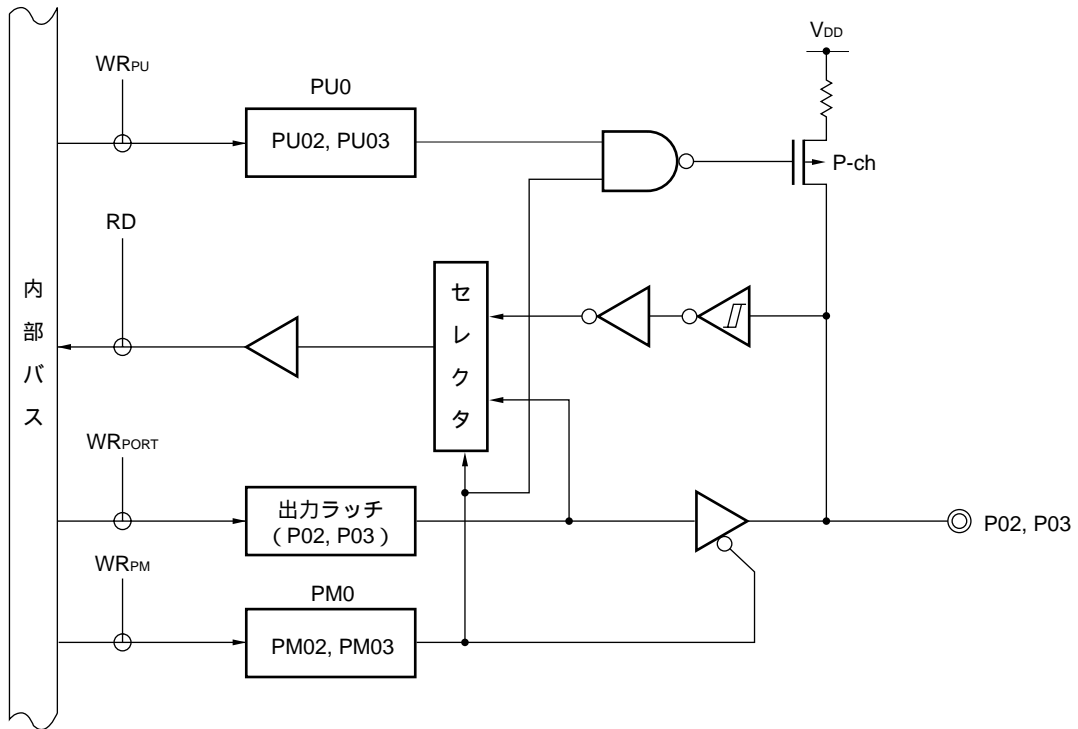 VDD
WRPU
PU0
PU02, PU03
P-ch
RD
内部バス
セレクタ
WRPORT
出力ラッチ
（P02, P03）
P02, P03
WRPM
PM0
PM02, PM03